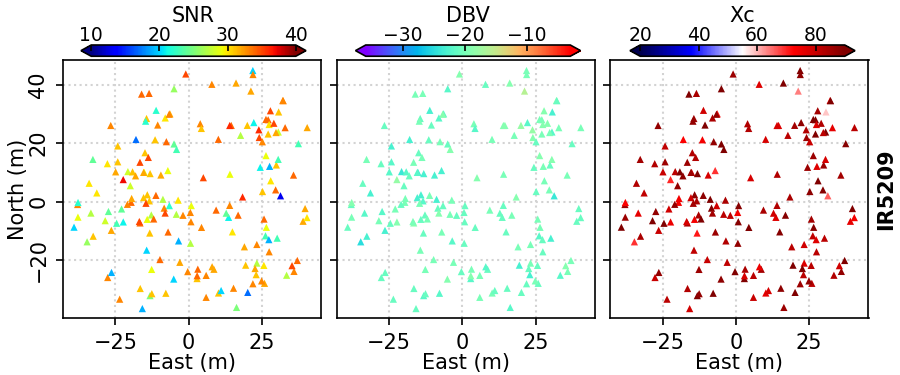 SNR DBV Xc
10 20 30 40 −30 −20 −10 20 40 60 80
40
20
0
−20
North (m)
IR5209
−25 0 25 −25 0 25 −25 0 25
East (m) East (m) East (m)